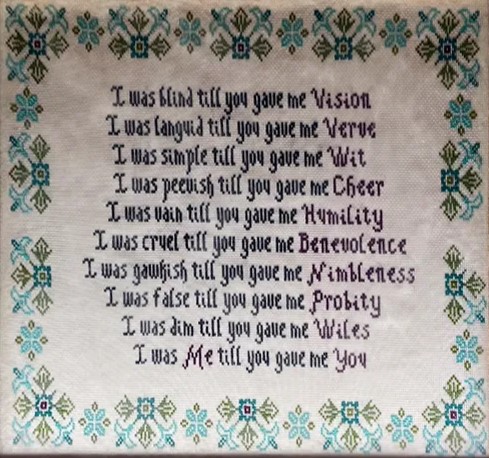 I was blind till you gave me Vision
I was languid till you gave me Verve
I was simple till you gave me Wit
I was peevish till you gave me Cheer
I was vain till you gave me Humility
I was cruel till you gave me Benevolence
I was gawkish till you gave me Nimbleness
I was false till you gave me Probity
I was dim till you gave me Wiles
I was Me till you gave me You